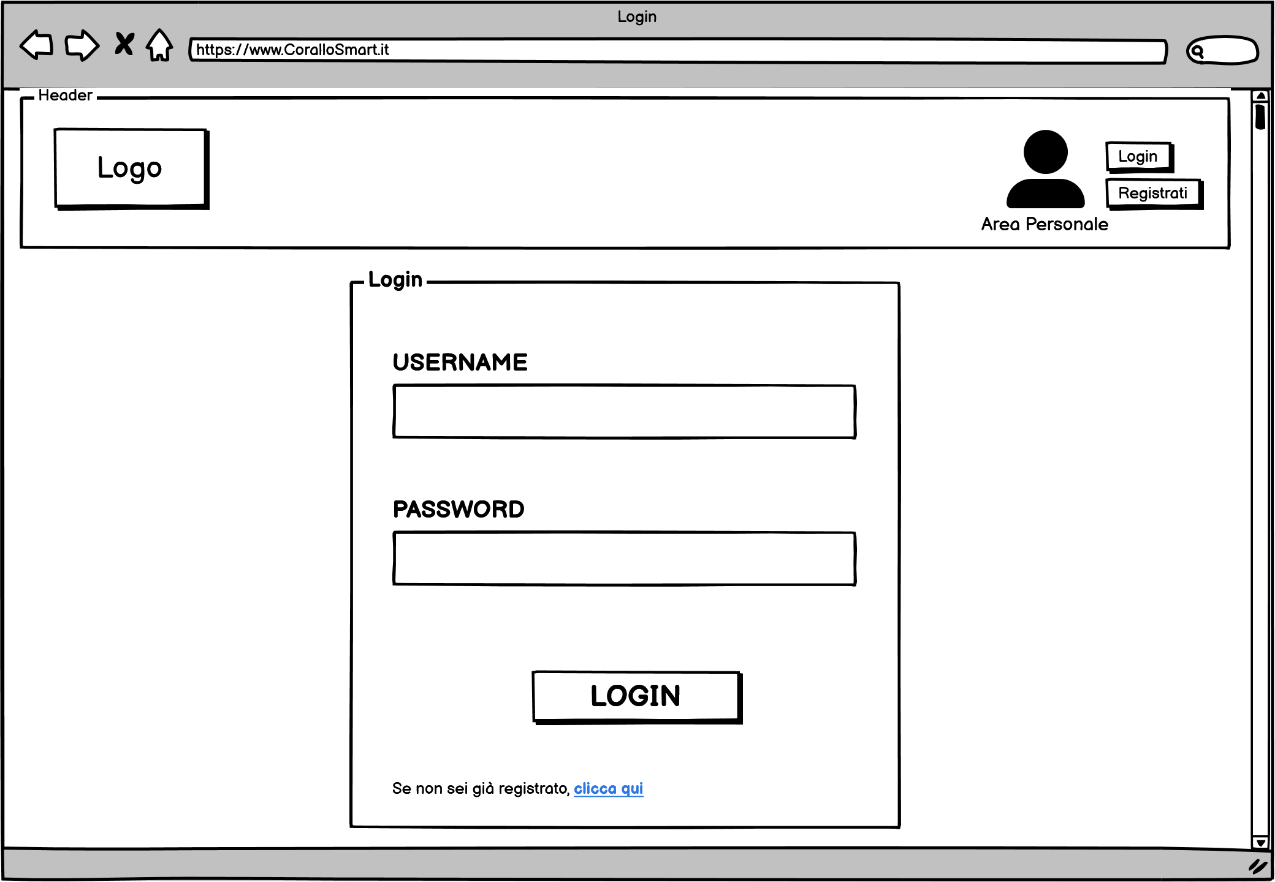 Login
https://www.CoralloSmart.it
Header
Logo
Login
Registrati
Area Personale
Login
USERNAME
PASSWORD
LOGIN
Se non sei già registrato, clicca qui